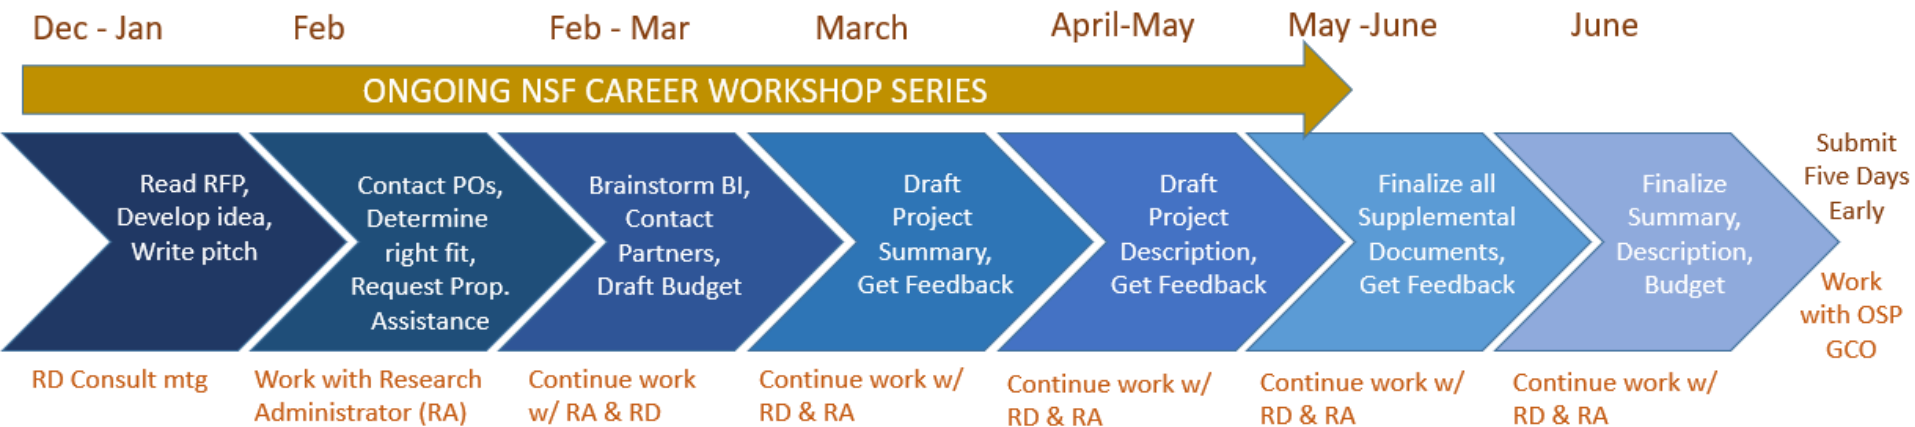 Dec - Jan
Feb
Feb - Mar
March
April-May
May -June
June
ONGOING NSF CAREER WORKSHOP SERIES
Read RFP,
Develop idea,
Write pitch
Contact POs,
Determine
right fit,
Request Prop.
Assistance
Brainstorm BI,
Contact
Partners,
Draft Budget
Draft
Project
Summary,
Get Feedback
Draft
Project
Description,
Get Feedback
Finalize all
Supplemental
Documents,
Get Feedback
Finalize
Summary,
Description,
Budget
Submit
Five Days
Early
Work
with OSP
GCO
RD Consult mtg
Work with Research
Administrator (RA)
Continue work
w/ RA & RD
Continue work w/
RD & RA
Continue work w/
RD & RA
Continue work w/
RD & RA
Continue work w/
RD & RA